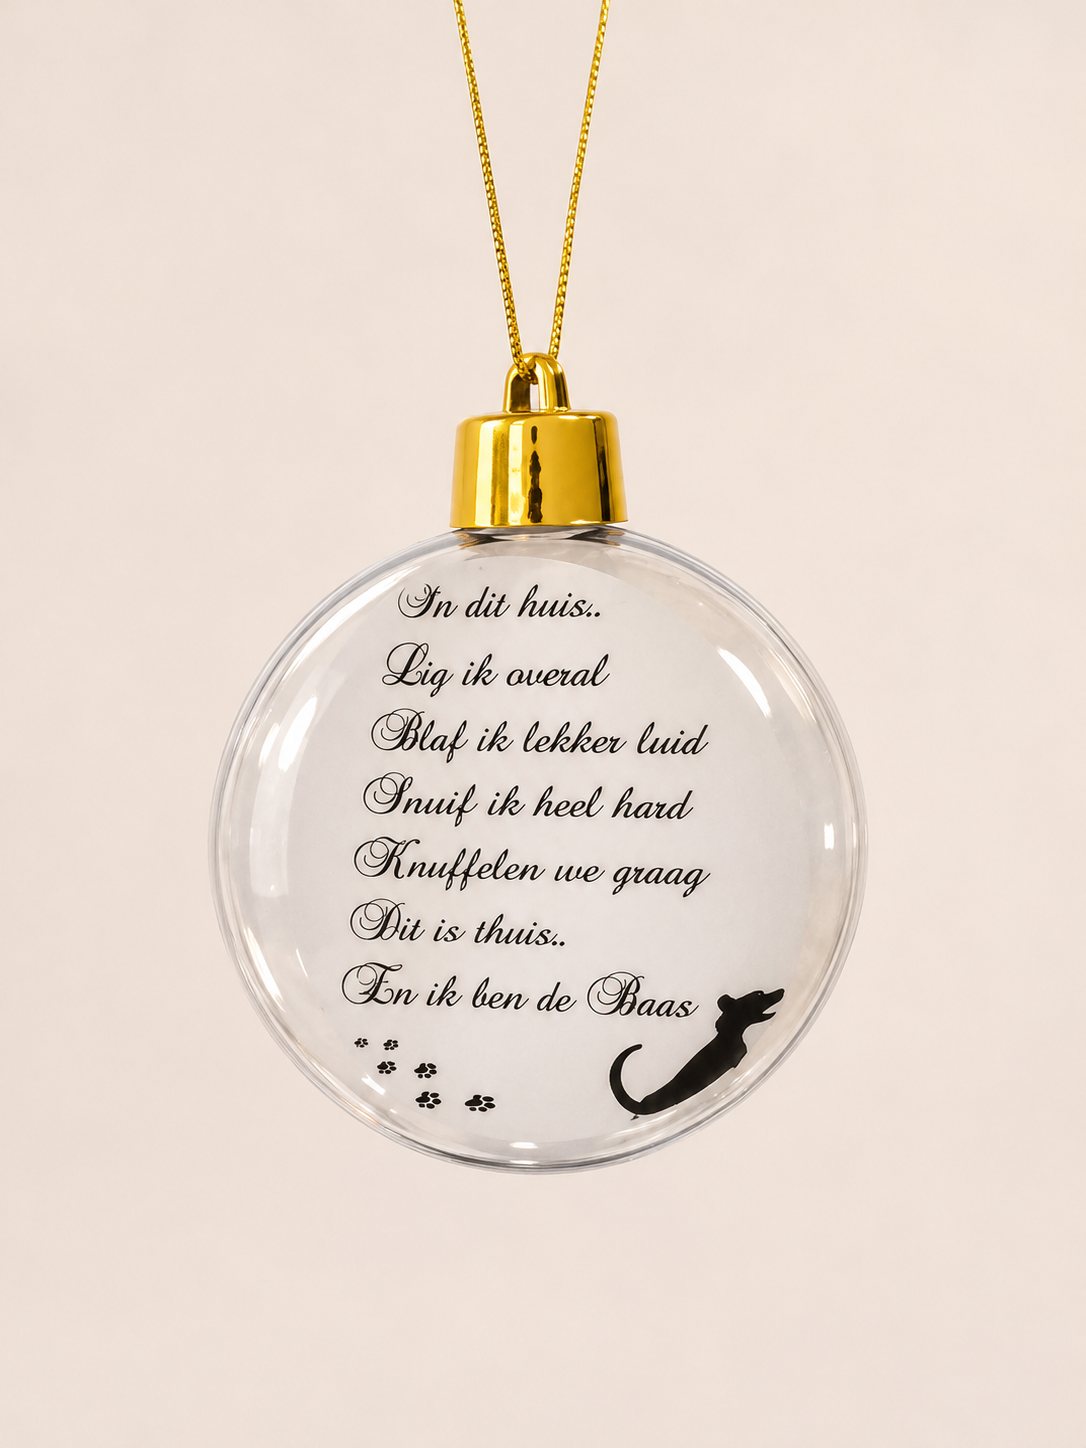 In dit huis..
Lig ik overal
Blaf ik lekker luid
Snuif ik heel hard
Knuffelen we graag
Dit is thuis..
En ik ben de Baas